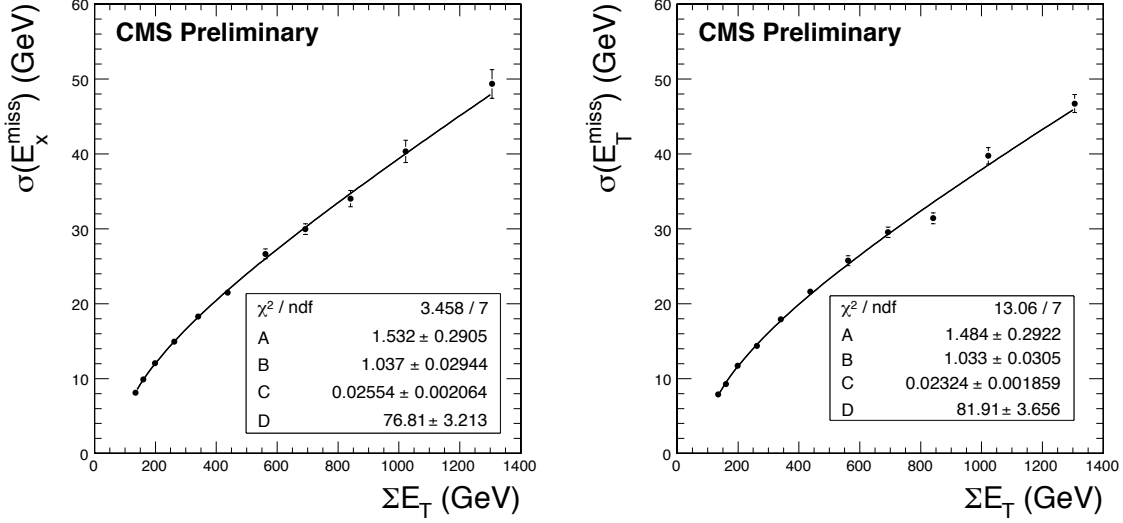 CMS Preliminary
σ(E_x^miss) (GeV)
60
50
40
30
20
10
0
0 200 400 600 800 1000 1200 1400
ΣE_T (GeV)
χ² / ndf 3.458 / 7
A 1.532 ± 0.2905
B 1.037 ± 0.02944
C 0.02554 ± 0.002064
D 76.81 ± 3.213
CMS Preliminary
σ(E_T^miss) (GeV)
60
50
40
30
20
10
0
0 200 400 600 800 1000 1200 1400
ΣE_T (GeV)
χ² / ndf 13.06 / 7
A 1.484 ± 0.2922
B 1.033 ± 0.0305
C 0.02324 ± 0.001859
D 81.91 ± 3.656